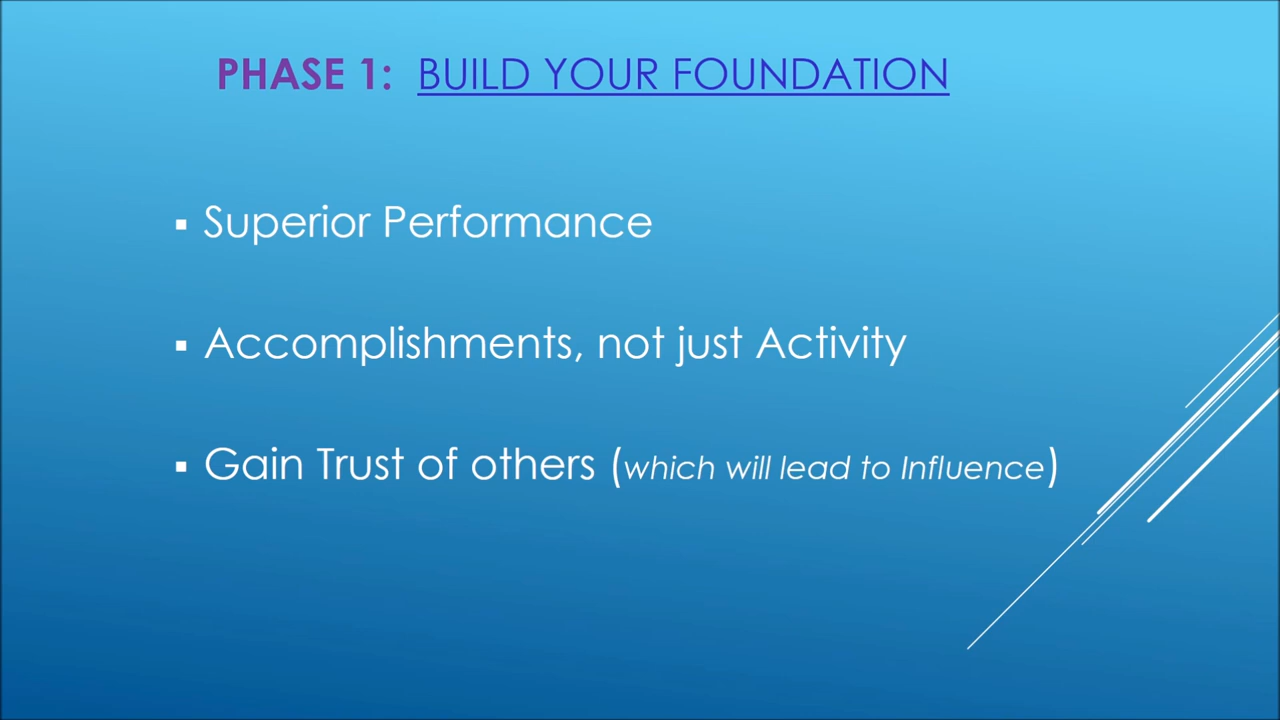 PHASE 1: BUILD YOUR FOUNDATION
▪ Superior Performance
▪ Accomplishments, not just Activity
▪ Gain Trust of others (which will lead to Influence)